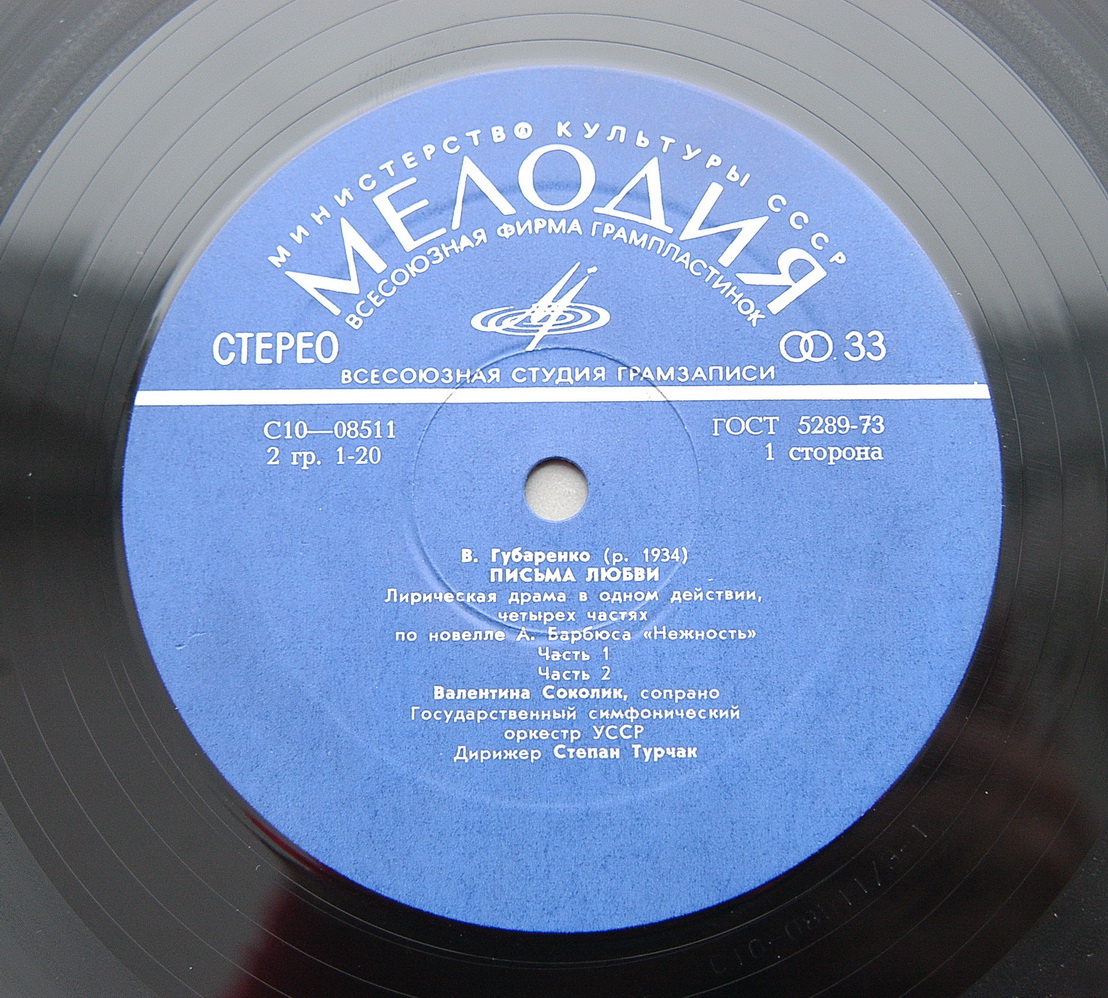 МИНИСТЕРСТВО КУЛЬТУРЫ СССР
МЕЛОДИЯ
ВСЕСОЮЗНАЯ ФИРМА ГРАМПЛАСТИНОК
СТЕРЕО
33
ВСЕСОЮЗНАЯ СТУДИЯ ГРАМЗАПИСИ
С10—08511
ГОСТ 5289-73
2 гр. 1-20
1 сторона
В. Губаренко (р. 1934)
ПИСЬМА ЛЮБВИ
Лирическая драма в одном действии,
четырех частях
по новелле А. Барбюса «Нежность»
Часть 1
Часть 2
Валентина Соколик, сопрано
Государственный симфонический
оркестр УССР
Дирижер Степан Турчак